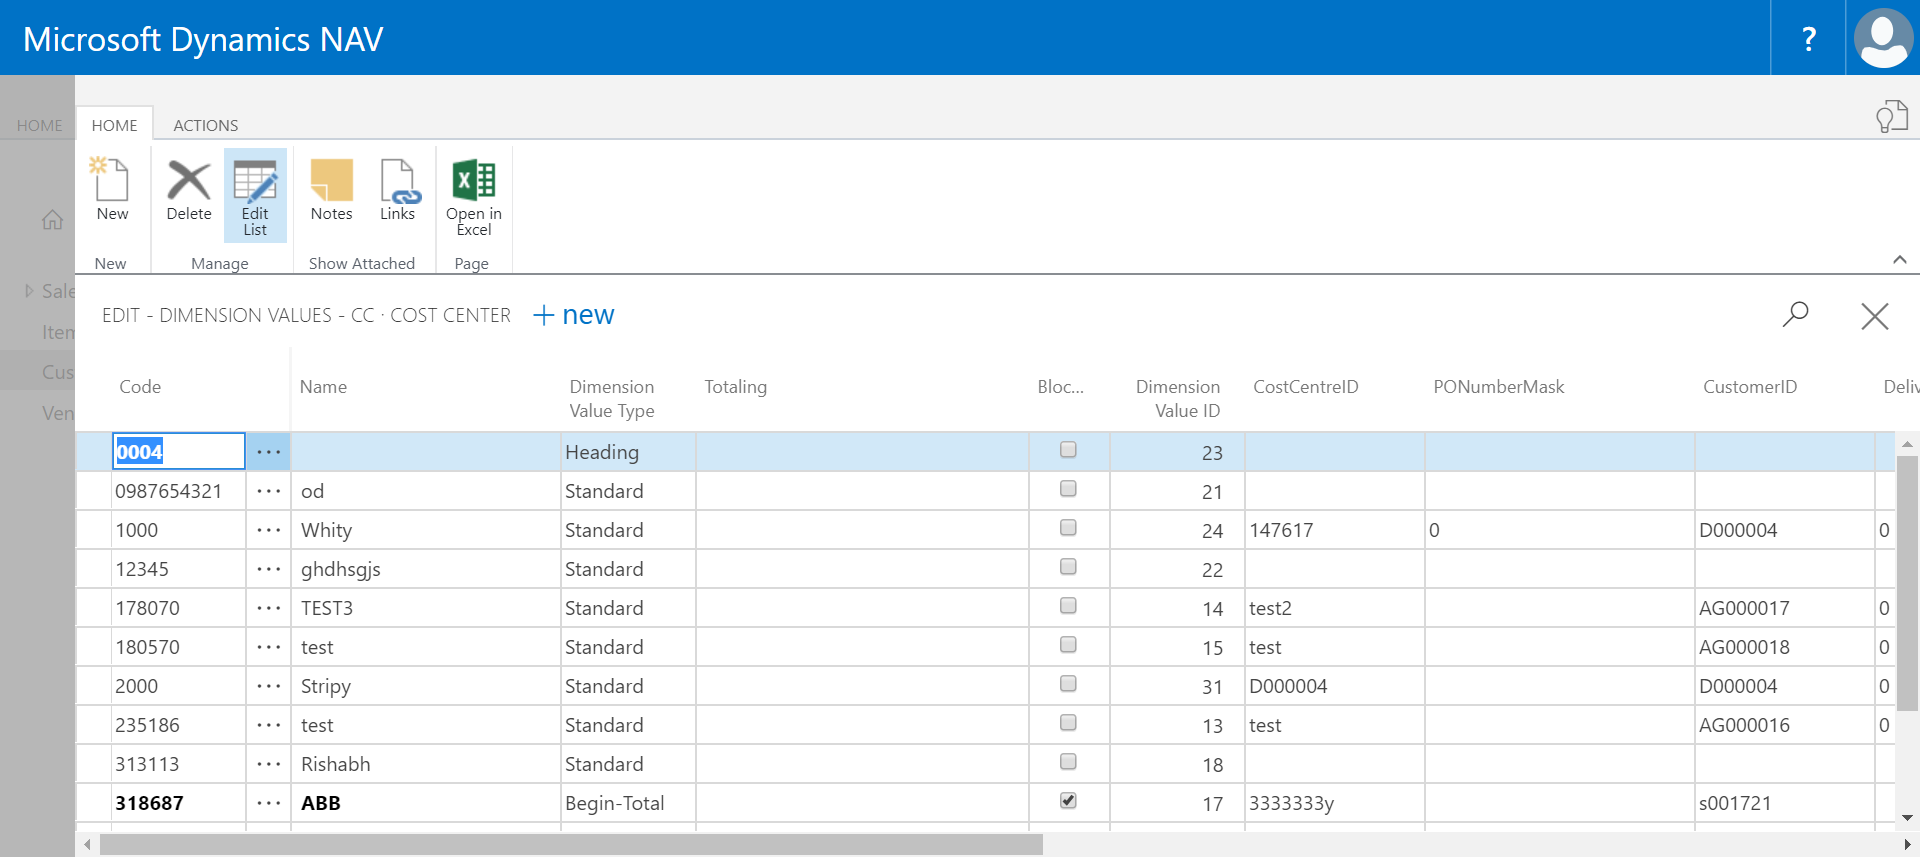 Microsoft Dynamics NAV ?
HOME HOME ACTIONS
New Delete Edit List Notes Links Open in Excel
New Manage Show Attached Page
Sale
Item
Cus
Ven
EDIT - DIMENSION VALUES - CC · COST CENTER + new
Code Name Dimension Value Type Totaling Bloc... Dimension Value ID CostCentreID PONumberMask CustomerID Deliv
0004 ... Heading 23
0987654321 ... od Standard 21
1000 ... Whity Standard 24 147617 0 D000004 0
12345 ... ghdhsgjs Standard 22
178070 ... TEST3 Standard 14 test2 AG000017 0
180570 ... test Standard 15 test AG000018 0
2000 ... Stripy Standard 31 D000004 D000004 0
235186 ... test Standard 13 test AG000016 0
313113 ... Rishabh Standard 18
318687 ... ABB Begin-Total 17 3333333y s001721